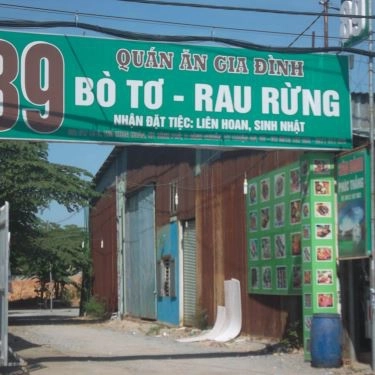 39
QUÁN ĂN GIA ĐÌNH
BÒ TƠ - RAU RỪNG
NHẬN ĐẶT TIỆC: LIÊN HOAN, SINH NHẬT